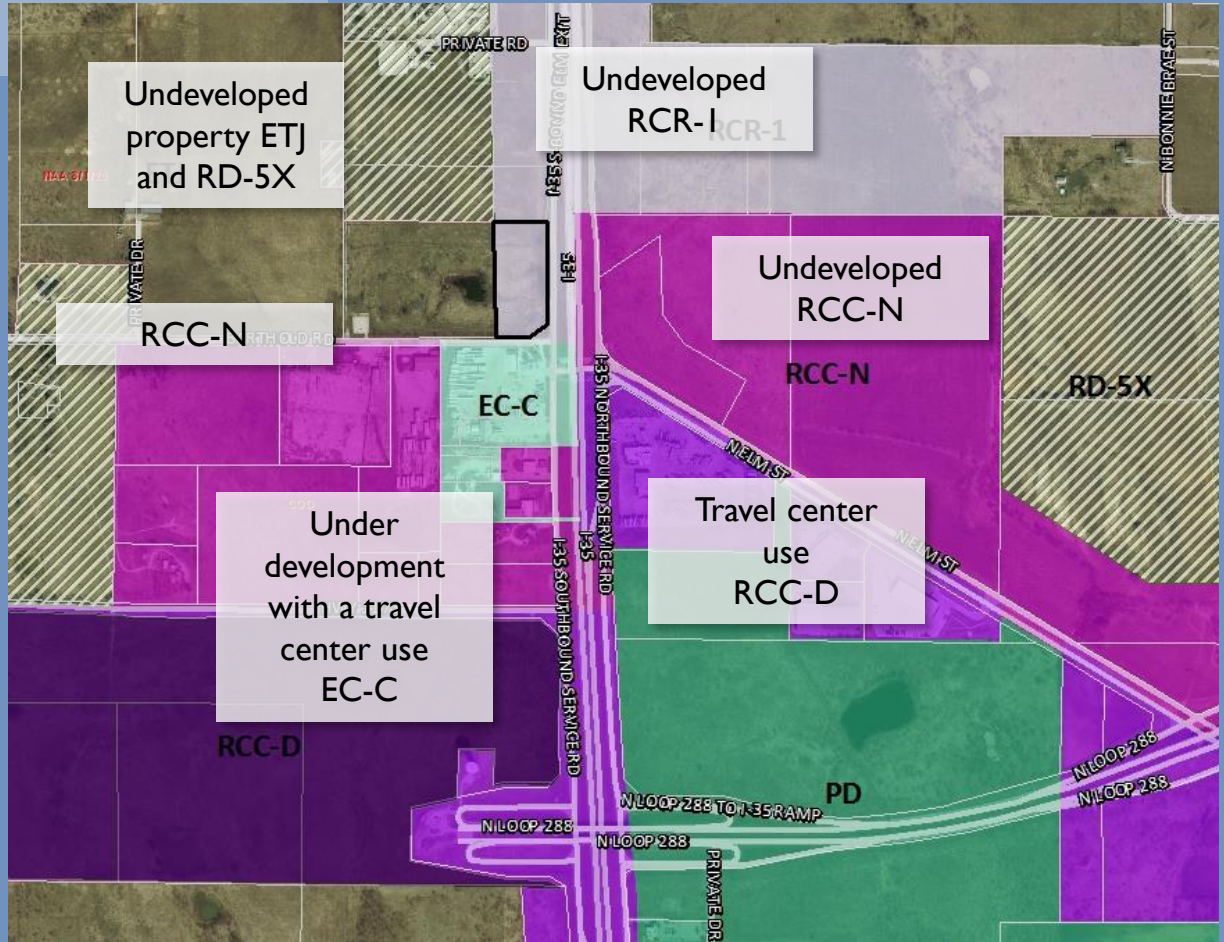 PRIVATE RD
I-35 S-BOUND ELM EXIT
N BONNIE BRAE ST
Undeveloped
property ETJ
and RD-5X
Undeveloped
RCR-1
RCR-1
PRIVATE DR
I-35
RCC-N
Undeveloped
RCC-N
RCC-N
RD-5X
EC-C
I-35 NORTHBOUND SERVICE RD
N ELM ST
Under
development
with a travel
center use
EC-C
Travel center
use
RCC-D
N ELM ST
I-35
I-35 SOUTHBOUND SERVICE RD
RCC-D
PD
N LOOP 288
N LOOP 288
N LOOP 288 TO I-35 RAMP
N LOOP 288
N LOOP 288
PRIVATE DR